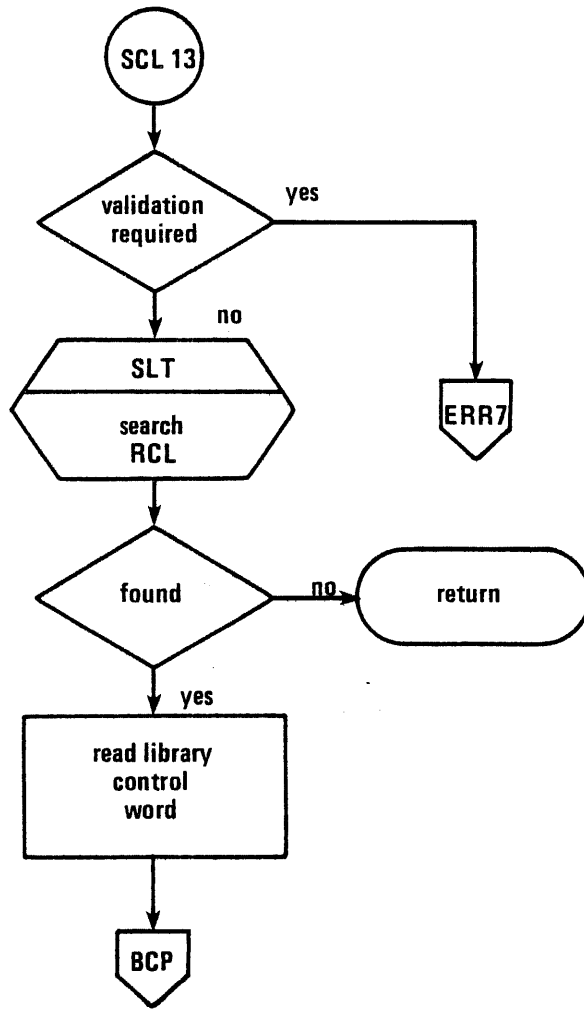 SCL 13
validation
required
yes
no
SLT
search
RCL
ERR7
found
no
return
yes
read library
control
word
BCP